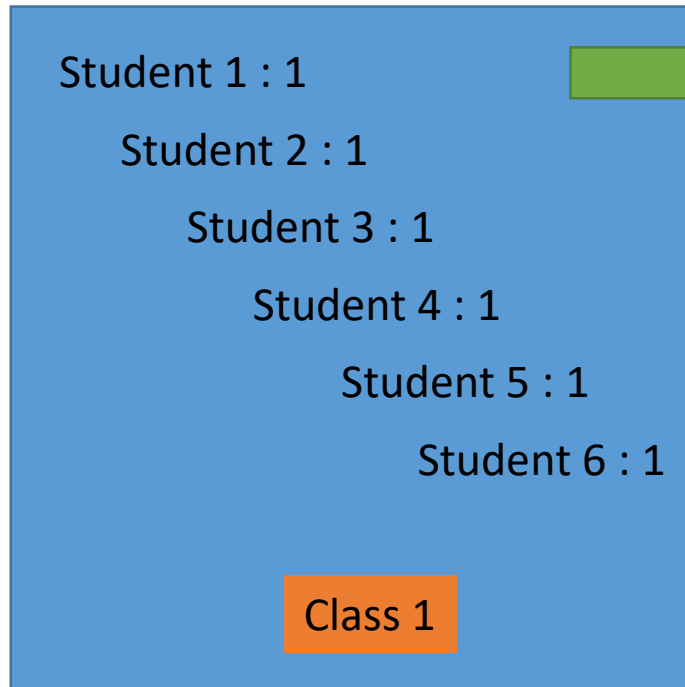 Student 1 : 1
Student 2 : 1
Student 3 : 1
Student 4 : 1
Student 5 : 1
Student 6 : 1
Class 1